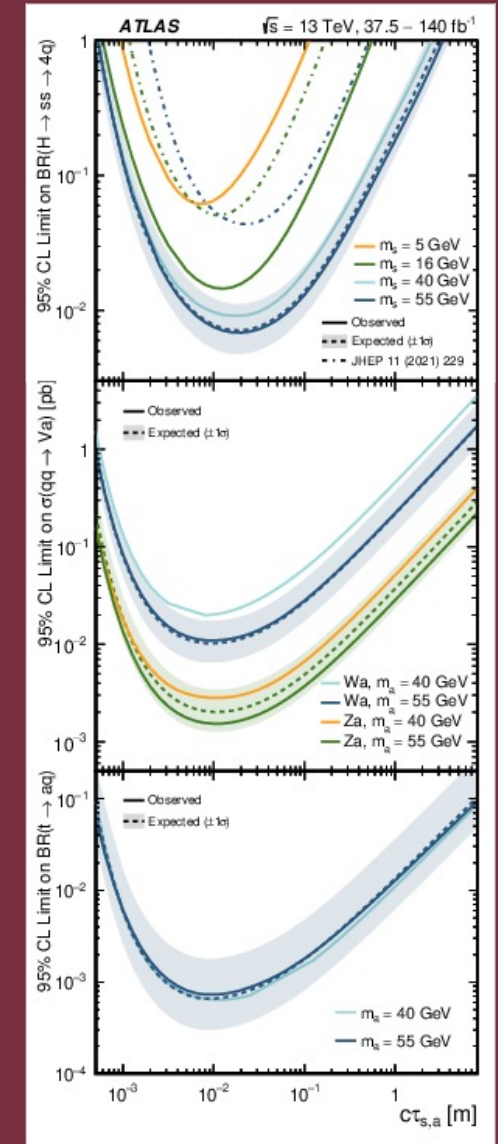 ATLAS √s = 13 TeV, 37.5 – 140 fb⁻¹
95% CL Limit on BR(H → ss → 4q)
1
10⁻¹
10⁻²
mₛ = 5 GeV
mₛ = 16 GeV
mₛ = 40 GeV
mₛ = 55 GeV
Observed
Expected (±1σ)
JHEP 11 (2021) 229
95% CL Limit on σ(qq → Va) [pb]
1
10⁻¹
10⁻²
10⁻³
Observed
Expected (±1σ)
Wa, mₐ = 40 GeV
Wa, mₐ = 55 GeV
Za, mₐ = 40 GeV
Za, mₐ = 55 GeV
95% CL Limit on BR(t → aq)
10⁻¹
10⁻²
10⁻³
10⁻⁴
Observed
Expected (±1σ)
mₐ = 40 GeV
mₐ = 55 GeV
10⁻³ 10⁻² 10⁻¹ 1
cτₛ,ₐ [m]